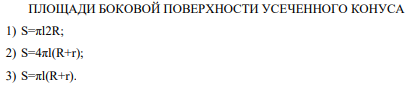 ПЛОЩАДИ БОКОВОЙ ПОВЕРХНОСТИ УСЕЧЕННОГО КОНУСА
1) S=πl2R;
2) S=4πl(R+r);
3) S=πl(R+r).